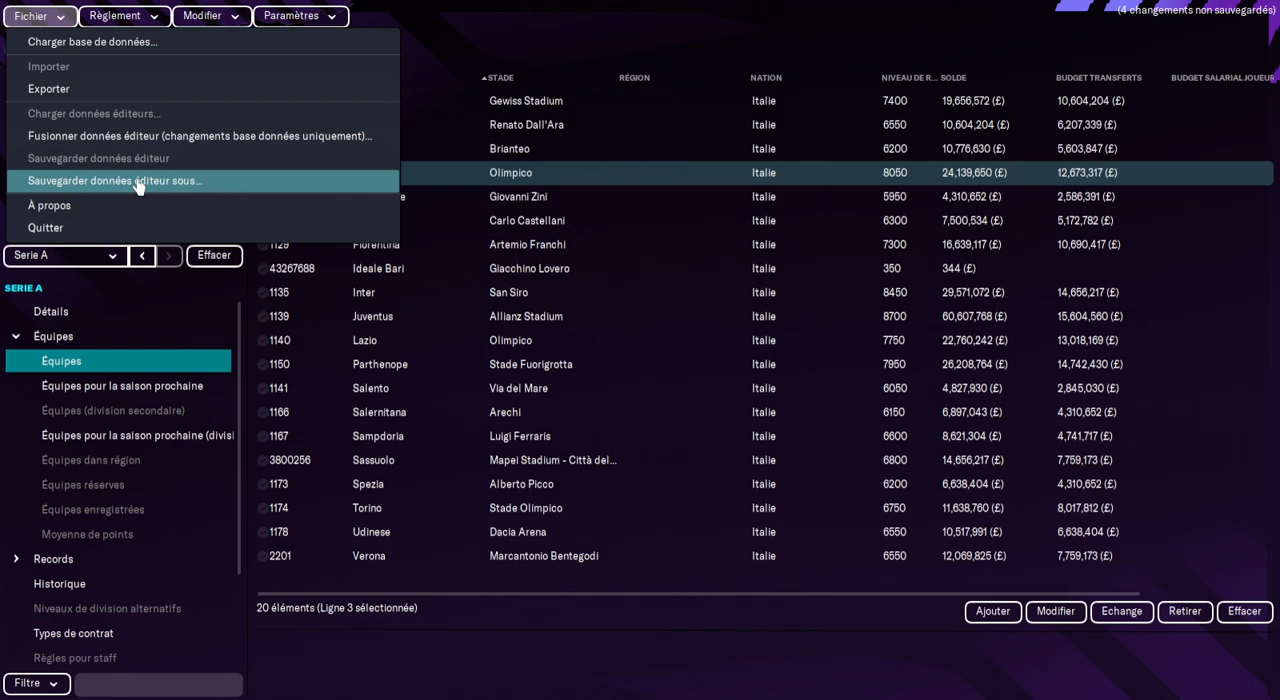 Fichier Règlement Modifier Paramètres (4 changements non sauvegardés)
Charger base de données...
Importer
Exporter
Charger données éditeurs...
Fusionner données éditeur (changements base données uniquement)...
Sauvegarder données éditeur
Sauvegarder données éditeur sous...
À propos
Quitter
Serie A Effacer
SERIE A
Détails
Équipes
Équipes
Équipes pour la saison prochaine
Équipes (division secondaire)
Équipes pour la saison prochaine (divisi
Équipes dans région
Équipes réserves
Équipes enregistrées
Moyenne de points
Records
Historique
Niveaux de division alternatifs
Types de contrat
Règles pour staff
Filtre
STADE RÉGION NATION NIVEAU DE R... SOLDE BUDGET TRANSFERTS BUDGET SALARIAL JOUEUR
Gewiss Stadium Italie 7400 19,656,572 (£) 10,604,204 (£)
Renato Dall'Ara Italie 6550 10,604,204 (£) 6,207,339 (£)
Brianteo Italie 6200 10,776,630 (£) 5,603,847 (£)
Olimpico Italie 8050 24,139,650 (£) 12,673,317 (£)
e Giovanni Zini Italie 5950 4,310,652 (£) 2,586,391 (£)
Carlo Castellani Italie 6300 7,500,534 (£) 5,172,782 (£)
1129 Fiorentina Artemio Franchi Italie 7300 16,639,117 (£) 10,690,417 (£)
43267688 Ideale Bari Giacchino Lovero Italie 350 344 (£)
1135 Inter San Siro Italie 8450 29,571,072 (£) 14,656,217 (£)
1139 Juventus Allianz Stadium Italie 8700 60,607,768 (£) 15,604,560 (£)
1140 Lazio Olimpico Italie 7750 22,760,242 (£) 13,018,169 (£)
1150 Parthenope Stade Fuorigrotta Italie 7950 26,208,764 (£) 14,742,430 (£)
1141 Salento Via del Mare Italie 6050 4,827,930 (£) 2,845,030 (£)
1166 Salernitana Arechi Italie 6150 6,897,043 (£) 4,310,652 (£)
1167 Sampdoria Luigi Ferraris Italie 6600 8,621,304 (£) 4,741,717 (£)
3800256 Sassuolo Mapei Stadium - Città del... Italie 6800 14,656,217 (£) 7,759,173 (£)
1173 Spezia Alberto Picco Italie 6200 6,638,404 (£) 4,310,652 (£)
1174 Torino Stade Olimpico Italie 6750 11,638,760 (£) 8,017,812 (£)
1178 Udinese Dacia Arena Italie 6550 10,517,991 (£) 6,638,404 (£)
2201 Verona Marcantonio Bentegodi Italie 6550 12,069,825 (£) 7,759,173 (£)
20 éléments (Ligne 3 sélectionnée) Ajouter Modifier Echange Retirer Effacer